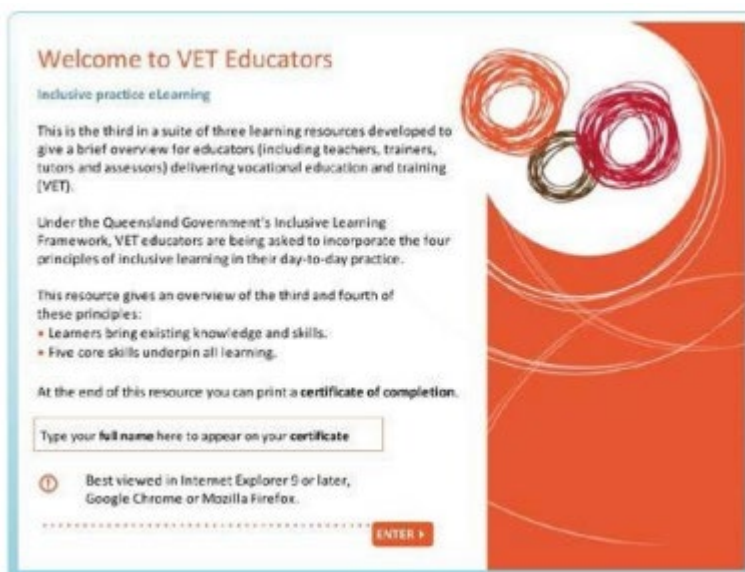 Welcome to VET Educators
Inclusive practice eLearning
This is the third in a suite of three learning resources developed to
give a brief overview for educators (including teachers, trainers,
tutors and assessors) delivering vocational education and training
(VET).
Under the Queensland Government's Inclusive Learning
Framework, VET educators are being asked to incorporate the four
principles of inclusive learning in their day-to-day practice.
This resource gives an overview of the third and fourth of
these principles:
• Learners bring existing knowledge and skills.
• Five core skills underpin all learning.
At the end of this resource you can print a certificate of completion.
Type your full name here to appear on your certificate
Best viewed in Internet Explorer 9 or later,
Google Chrome or Mozilla Firefox.
ENTER